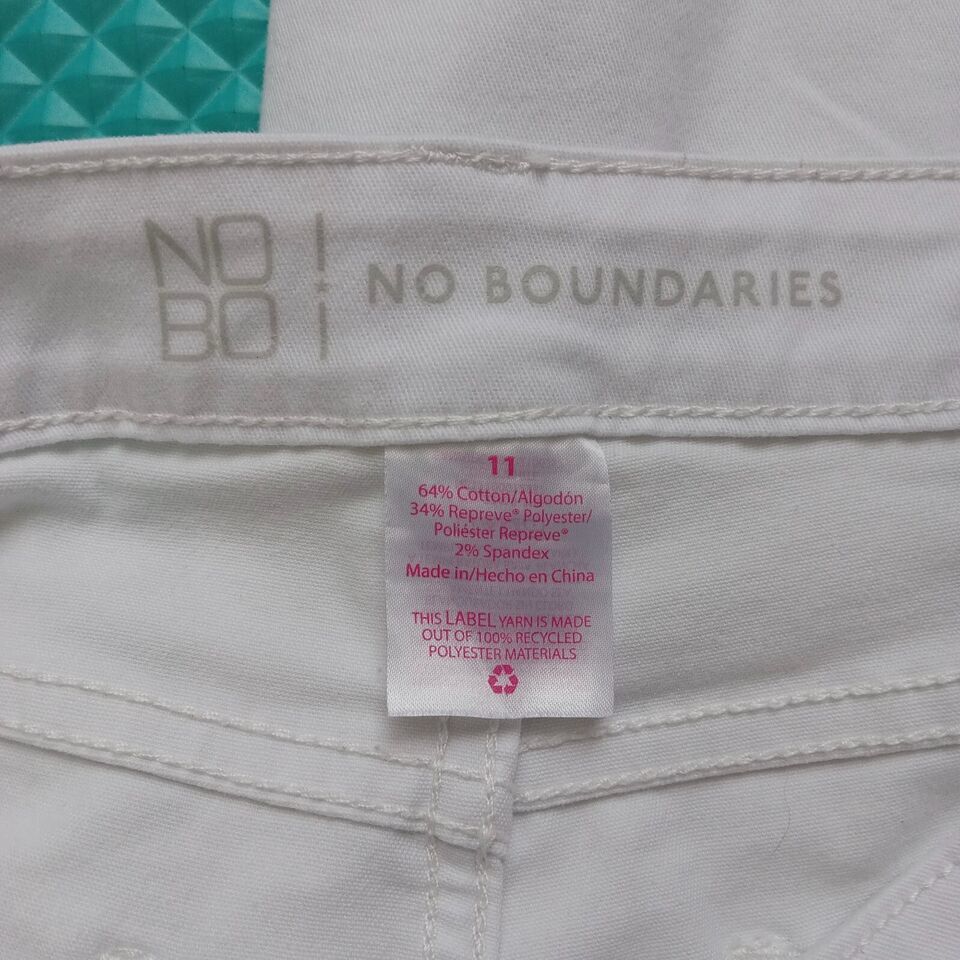 NO
BO
NO BOUNDARIES
11
64% Cotton/Algodón
34% Repreve® Polyester/
Poliéster Repreve®
2% Spandex
Made in/Hecho en China
THIS LABEL YARN IS MADE
OUT OF 100% RECYCLED
POLYESTER MATERIALS